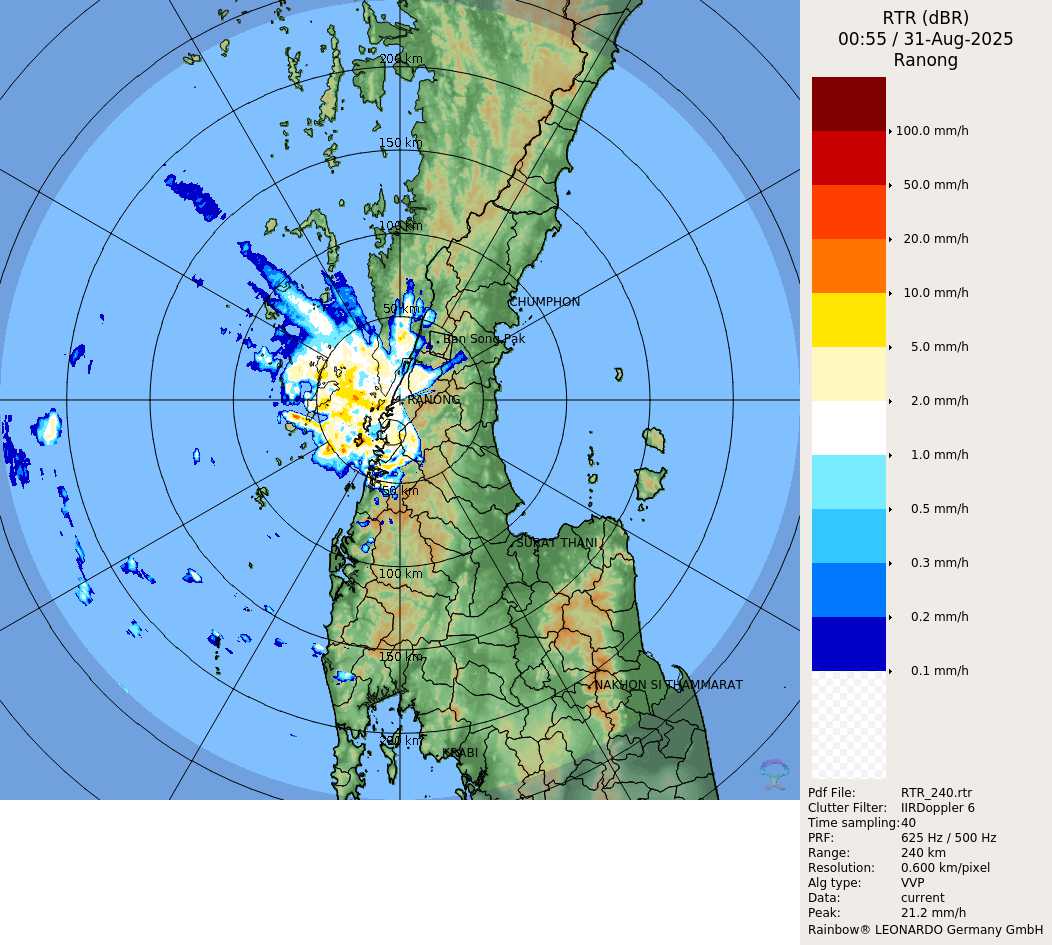 RTR (dBR)
00:55 / 31-Aug-2025
Ranong
200 km
150 km
100 km
50 km
CHUMPHON
Ban Song Pak
RANONG
50 km
SURAT THANI
100 km
150 km
NAKHON SI THAMMARAT
200 km
KRABI
100.0 mm/h
50.0 mm/h
20.0 mm/h
10.0 mm/h
5.0 mm/h
2.0 mm/h
1.0 mm/h
0.5 mm/h
0.3 mm/h
0.2 mm/h
0.1 mm/h
Pdf File: RTR_240.rtr
Clutter Filter: IIRDoppler 6
Time sampling: 40
PRF: 625 Hz / 500 Hz
Range: 240 km
Resolution: 0.600 km/pixel
Alg type: VVP
Data: current
Peak: 21.2 mm/h
Rainbow® LEONARDO Germany GmbH